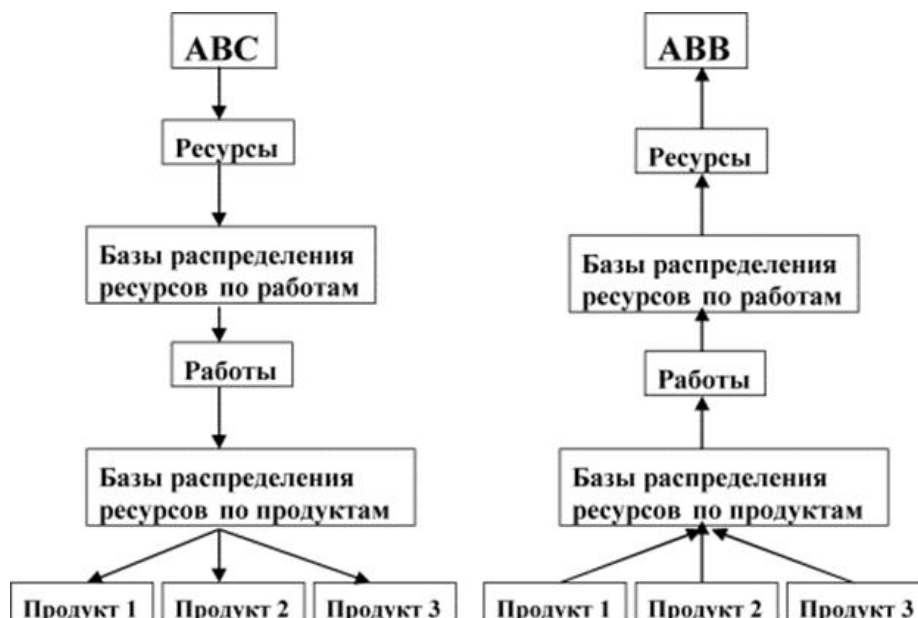 ABC
Ресурсы
Базы распределения
ресурсов по работам
Работы
Базы распределения
ресурсов по продуктам
Продукт 1
Продукт 2
Продукт 3
ABB
Ресурсы
Базы распределения
ресурсов по работам
Работы
Базы распределения
ресурсов по продуктам
Продукт 1
Продукт 2
Продукт 3